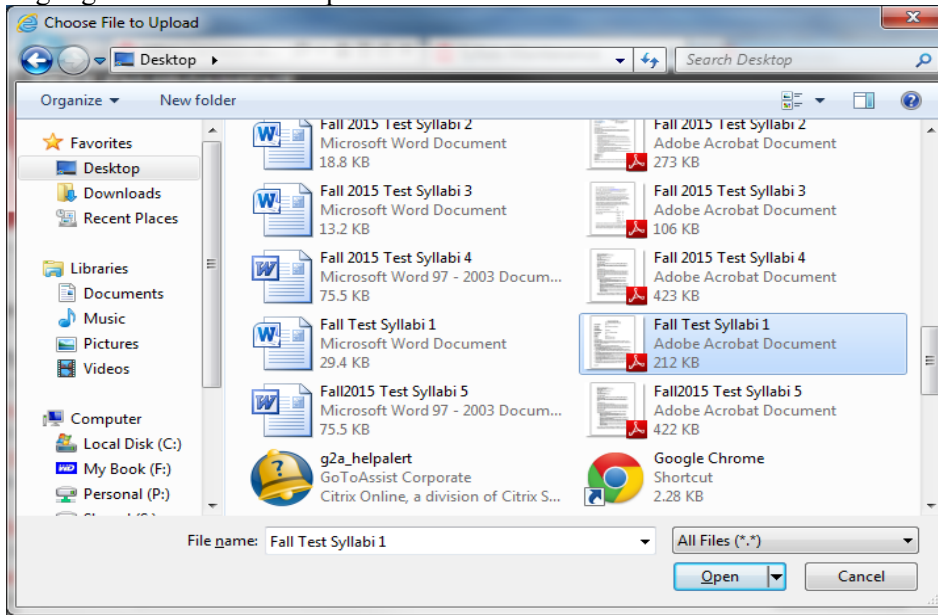 Choose File to Upload
Desktop
Search Desktop
Organize
New folder
Favorites
Desktop
Downloads
Recent Places
Libraries
Documents
Music
Pictures
Videos
Computer
Local Disk (C:)
My Book (F:)
Personal (P:)
Fall 2015 Test Syllabi 2
Microsoft Word Document
18.8 KB
Fall 2015 Test Syllabi 2
Adobe Acrobat Document
273 KB
Fall 2015 Test Syllabi 3
Microsoft Word Document
13.2 KB
Fall 2015 Test Syllabi 3
Adobe Acrobat Document
106 KB
Fall 2015 Test Syllabi 4
Microsoft Word 97 - 2003 Docum...
75.5 KB
Fall 2015 Test Syllabi 4
Adobe Acrobat Document
423 KB
Fall Test Syllabi 1
Microsoft Word Document
29.4 KB
Fall Test Syllabi 1
Adobe Acrobat Document
212 KB
Fall2015 Test Syllabi 5
Microsoft Word 97 - 2003 Docum...
75.5 KB
Fall2015 Test Syllabi 5
Adobe Acrobat Document
422 KB
g2a_helpalert
GoToAssist Corporate
Citrix Online, a division of Citrix S...
Google Chrome
Shortcut
2.28 KB
File name: Fall Test Syllabi 1
All Files (*.*)
Open
Cancel